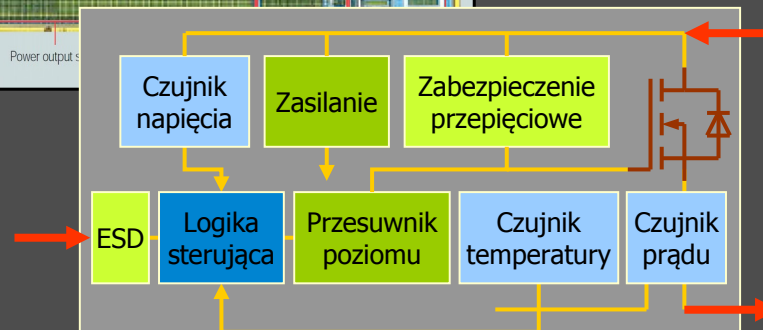 Power output s
Czujnik
napięcia
Zasilanie
Zabezpieczenie
przepięciowe
ESD
Logika
sterująca
Przesuwnik
poziomu
Czujnik
temperatury
Czujnik
prądu